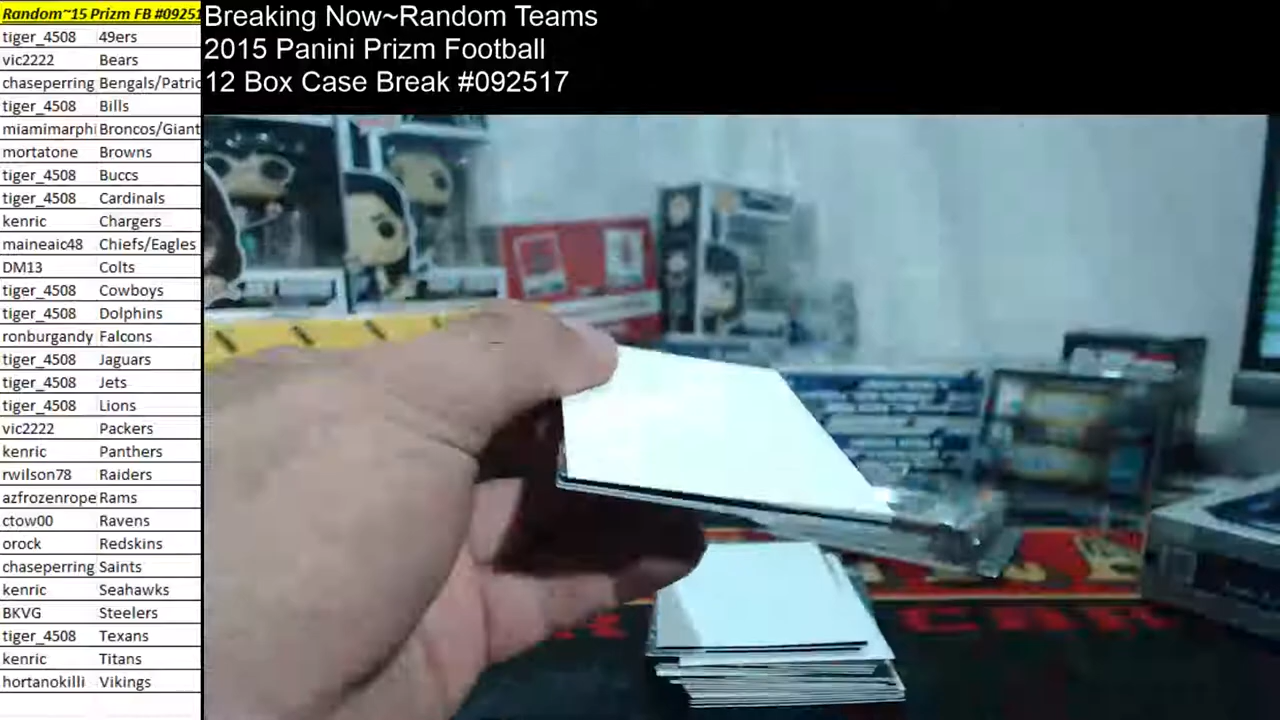 Random~15 Prizm FB #09251
tiger_4508 49ers
vic2222 Bears
chaseperring Bengals/Patric
tiger_4508 Bills
miamimarphi Broncos/Giant
mortatone Browns
tiger_4508 Buccs
tiger_4508 Cardinals
kenric Chargers
maineaic48 Chiefs/Eagles
DM13 Colts
tiger_4508 Cowboys
tiger_4508 Dolphins
ronburgandy Falcons
tiger_4508 Jaguars
tiger_4508 Jets
tiger_4508 Lions
vic2222 Packers
kenric Panthers
rwilson78 Raiders
azfrozenrope Rams
ctow00 Ravens
orock Redskins
chaseperring Saints
kenric Seahawks
BKVG Steelers
tiger_4508 Texans
kenric Titans
hortanokilli Vikings
Breaking Now~Random Teams
2015 Panini Prizm Football
12 Box Case Break #092517